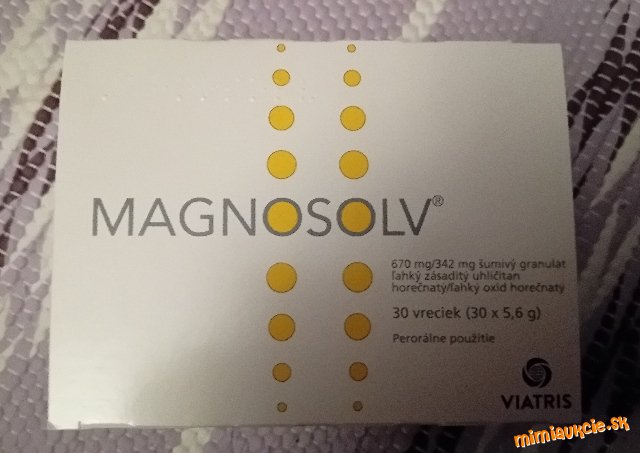 MAGNOSOLV®
670 mg/342 mg šumivý granulát
ľahký zásaditý uhličitan
horečnatý/ľahký oxid horečnatý
30 vreciek (30 x 5,6 g)
Perorálne použitie
VIATRIS
mimiaukcie.sk